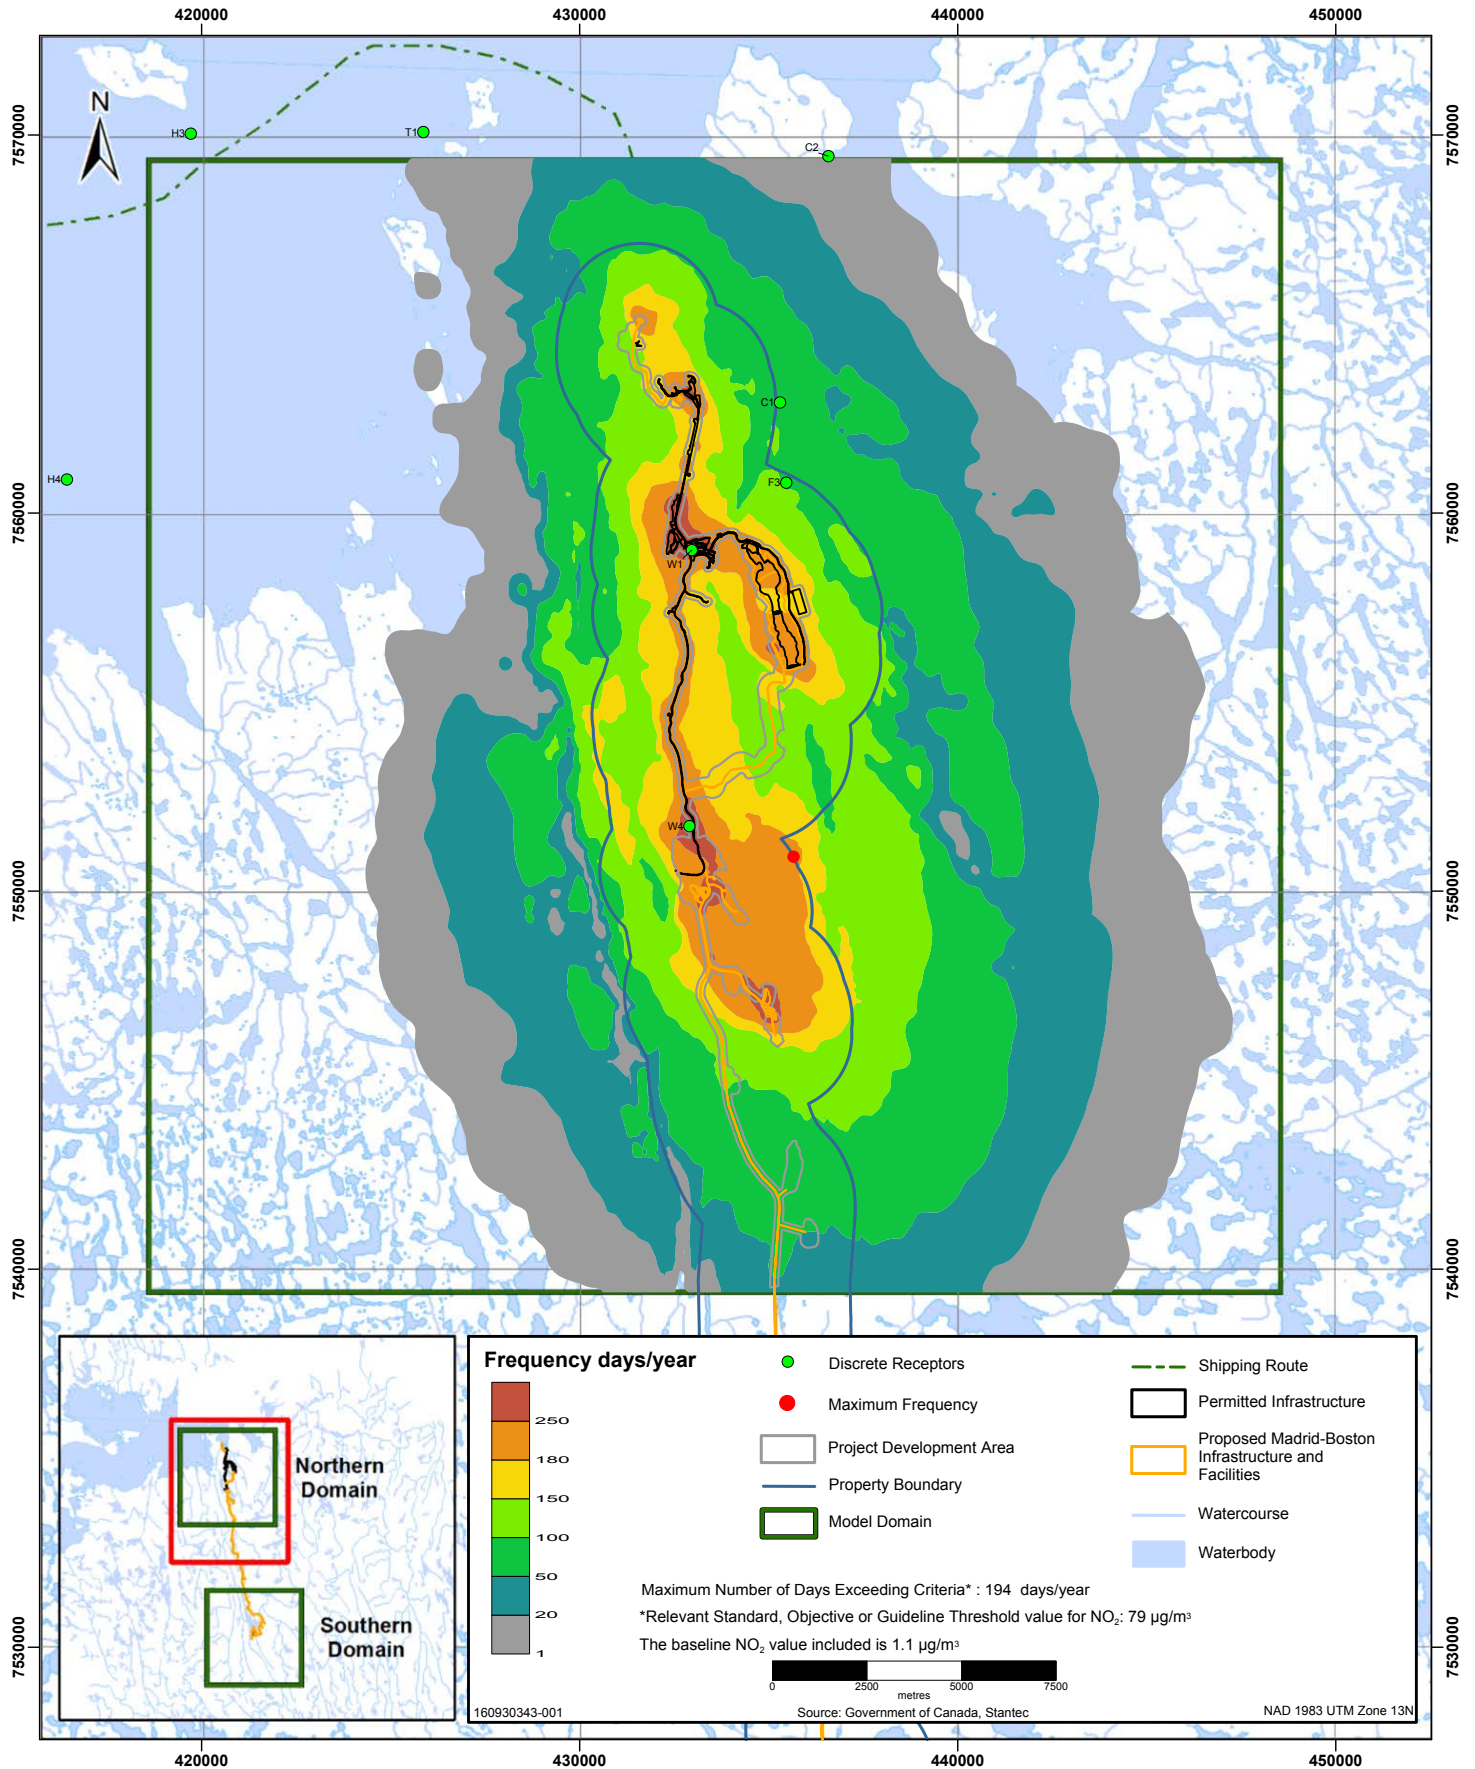 420000
430000
440000
450000
7570000
7570000
N
H3
T1
C2
C1
H4
F3
7560000
7560000
W1
W4
7550000
7550000
7540000
7540000
Northern
Domain
Southern
Domain
Frequency days/year
250
180
150
100
50
20
1
Discrete Receptors
Maximum Frequency
Project Development Area
Property Boundary
Model Domain
Shipping Route
Permitted Infrastructure
Proposed Madrid-Boston
Infrastructure and
Facilities
Watercourse
Waterbody
Maximum Number of Days Exceeding Criteria* : 194 days/year
*Relevant Standard, Objective or Guideline Threshold value for NO₂: 79 µg/m³
The baseline NO₂ value included is 1.1 µg/m³
0
2500
5000
7500
metres
160930343-001
Source: Government of Canada, Stantec
NAD 1983 UTM Zone 13N
7530000
7530000
420000
430000
440000
450000